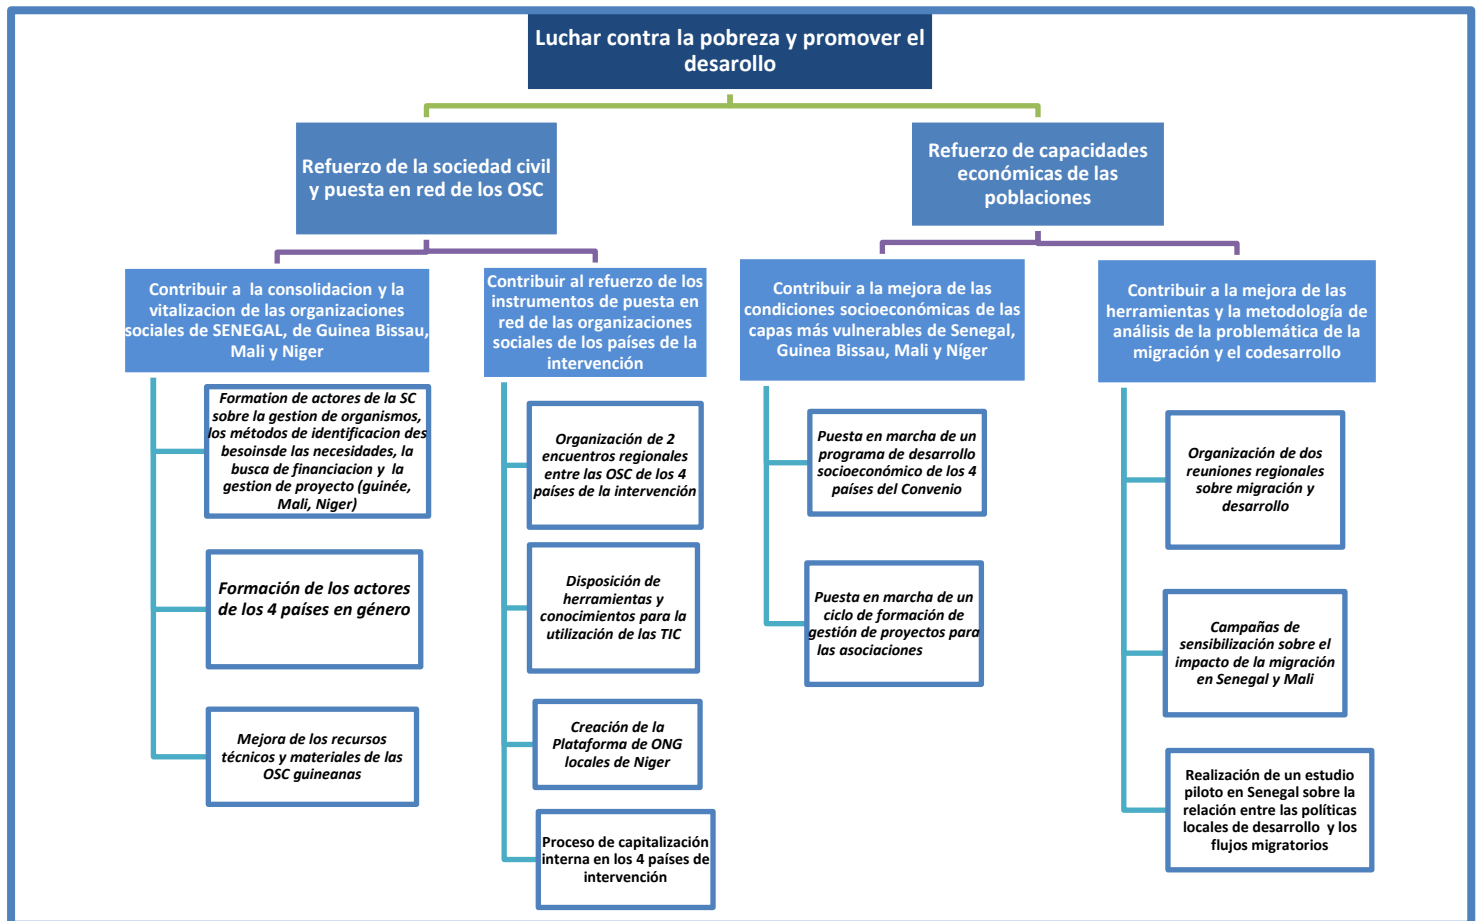 Luchar contra la pobreza y promover el
desarollo
Refuerzo de la sociedad civil
y puesta en red de los OSC
Refuerzo de capacidades
económicas de las
poblaciones
Contribuir a  la consolidacion y la
vitalizacion de las organizaciones
sociales de SENEGAL, de Guinea Bissau,
Mali y Niger
Contribuir al refuerzo de los
instrumentos de puesta en
red de las organizaciones
sociales de los países de la
intervención
Contribuir a la mejora de las
condiciones socioeconómicas de las
capas más vulnerables de Senegal,
Guinea Bissau, Mali y Níger
Contribuir a la mejora de las
herramientas y la metodología de
análisis de la problemática de la
migración y el codesarrollo
Formation de actores de la SC
sobre la gestion de organismos,
los métodos de identificacion des
besoinsde las necesidades, la
busca de financiacion y  la
gestion de proyecto (guinée,
Mali, Niger)
Formación de los actores
de los 4 países en género
Mejora de los recursos
técnicos y materiales de las
OSC guineanas
Organización de 2
encuentros regionales
entre las OSC de los 4
países de la intervención
Disposición de
herramientas y
conocimientos para la
utilización de las TIC
Creación de la
Plataforma de ONG
locales de Niger
Proceso de capitalización
interna en los 4 países de
intervención
Puesta en marcha de un
programa de desarrollo
socioeconómico de los 4
países del Convenio
Puesta en marcha de un
ciclo de formación de
gestión de proyectos para
las asociaciones
Organización de dos
reuniones regionales
sobre migración y
desarrollo
Campañas de
sensibilización sobre el
impacto de la migración
en Senegal y Mali
Realización de un estudio
piloto en Senegal sobre la
relación entre las políticas
locales de desarrollo  y los
flujos migratorios